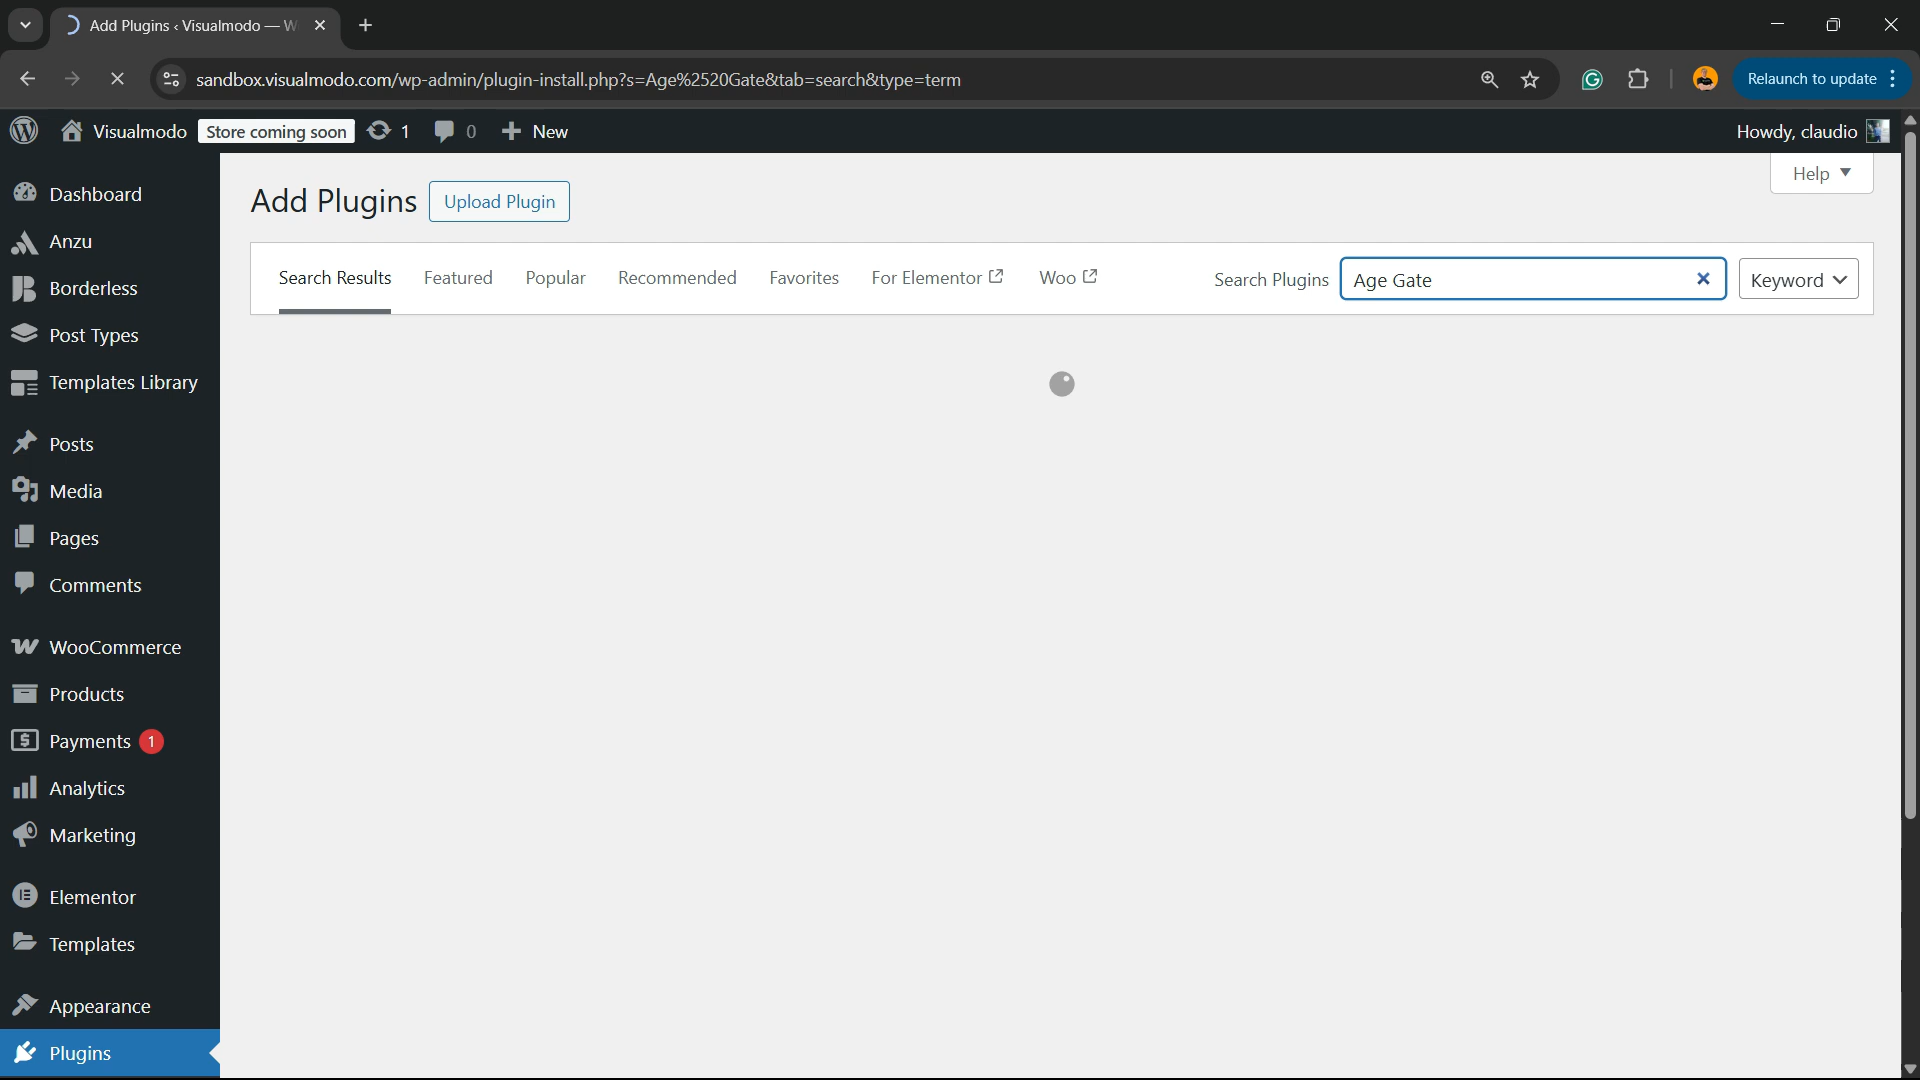 Add Plugins ‹ Visualmodo — W
sandbox.visualmodo.com/wp-admin/plugin-install.php?s=Age%2520Gate&tab=search&type=term
Relaunch to update
Visualmodo
Store coming soon
1
0
New
Howdy, claudio
Help
Dashboard
Anzu
Borderless
Post Types
Templates Library
Posts
Media
Pages
Comments
WooCommerce
Products
Payments 1
Analytics
Marketing
Elementor
Templates
Appearance
Plugins
Add Plugins
Upload Plugin
Search Results
Featured
Popular
Recommended
Favorites
For Elementor
Woo
Search Plugins
Age Gate
Keyword